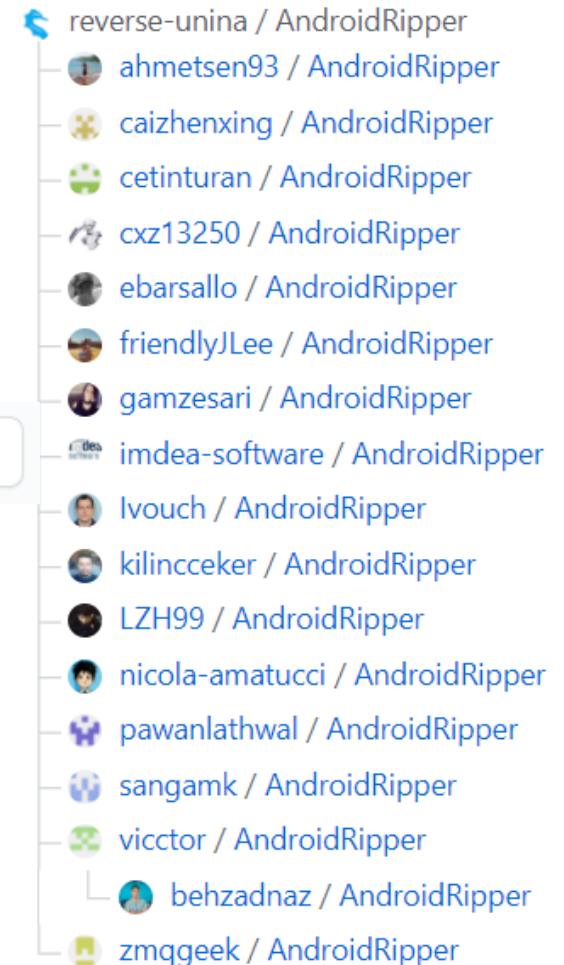 reverse-unina / AndroidRipper
ahmetsen93 / AndroidRipper
caizhenxing / AndroidRipper
cetinturan / AndroidRipper
cxz13250 / AndroidRipper
ebarsallo / AndroidRipper
friendlyJLee / AndroidRipper
gamzesari / AndroidRipper
imdea-software / AndroidRipper
Ivouch / AndroidRipper
kilincceker / AndroidRipper
LZH99 / AndroidRipper
nicola-amatucci / AndroidRipper
pawanlathwal / AndroidRipper
sangamk / AndroidRipper
vicctor / AndroidRipper
behzadnaz / AndroidRipper
zmqgeek / AndroidRipper